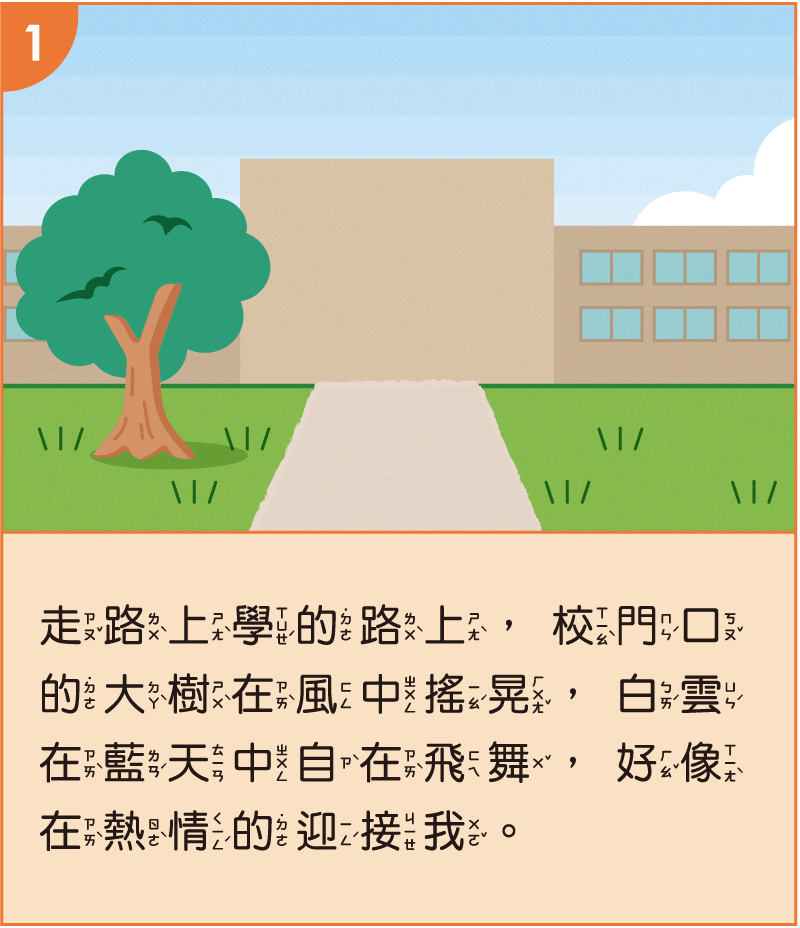 1
走路上學的路上，校門口
的大樹在風中搖晃，白雲
在藍天中自在飛舞，好像
在熱情的迎接我。